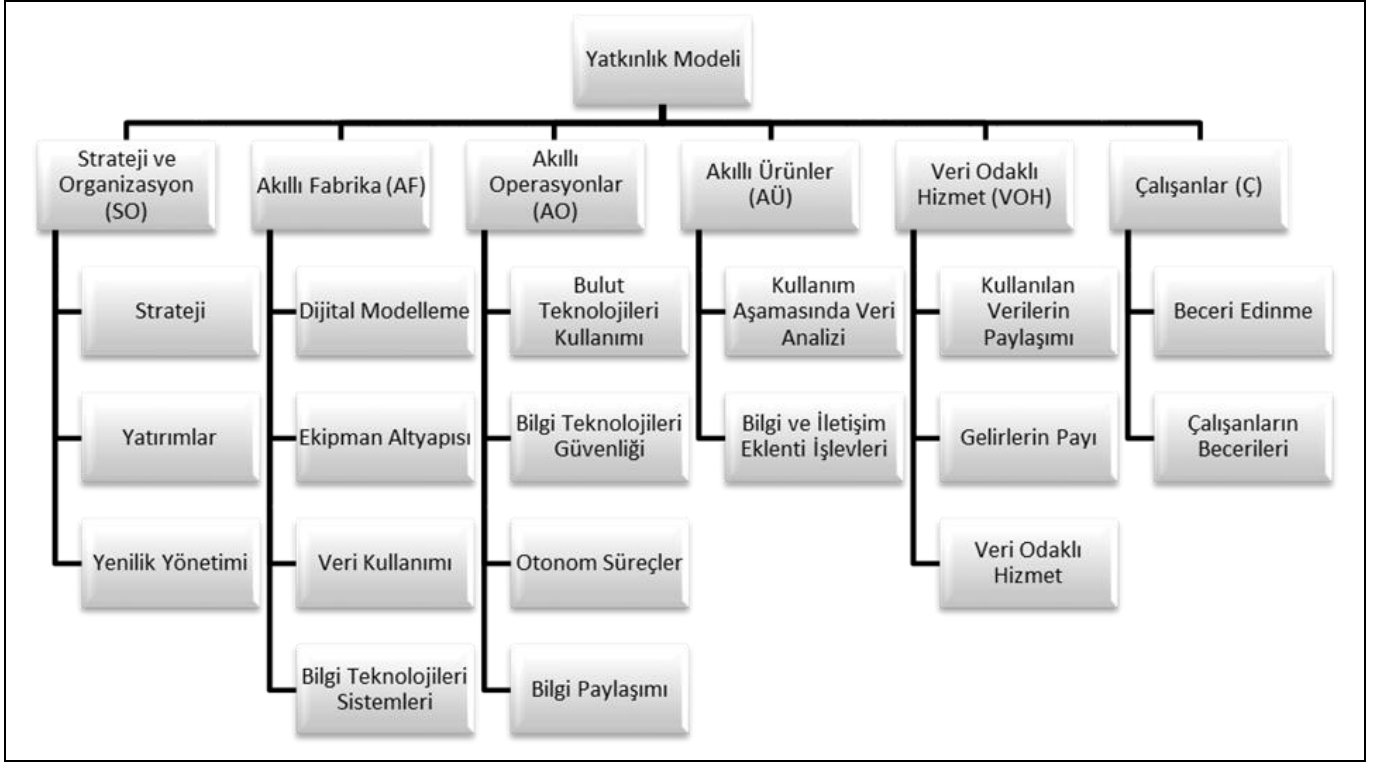 Yatkınlık Modeli
Strateji ve
Organizasyon
(SO)
Akıllı Fabrika (AF)
Akıllı
Operasyonlar
(AO)
Akıllı Ürünler
(AÜ)
Veri Odaklı
Hizmet (VOH)
Çalışanlar (Ç)
Strateji
Yatırımlar
Yenilik Yönetimi
Dijital Modelleme
Ekipman Altyapısı
Veri Kullanımı
Bilgi Teknolojileri
Sistemleri
Bulut
Teknolojileri
Kullanımı
Bilgi Teknolojileri
Güvenliği
Otonom Süreçler
Bilgi Paylaşımı
Kullanım
Aşamasında Veri
Analizi
Bilgi ve İletişim
Eklenti İşlevleri
Kullanılan
Verilerin
Paylaşımı
Gelirlerin Payı
Veri Odaklı
Hizmet
Beceri Edinme
Çalışanların
Becerileri